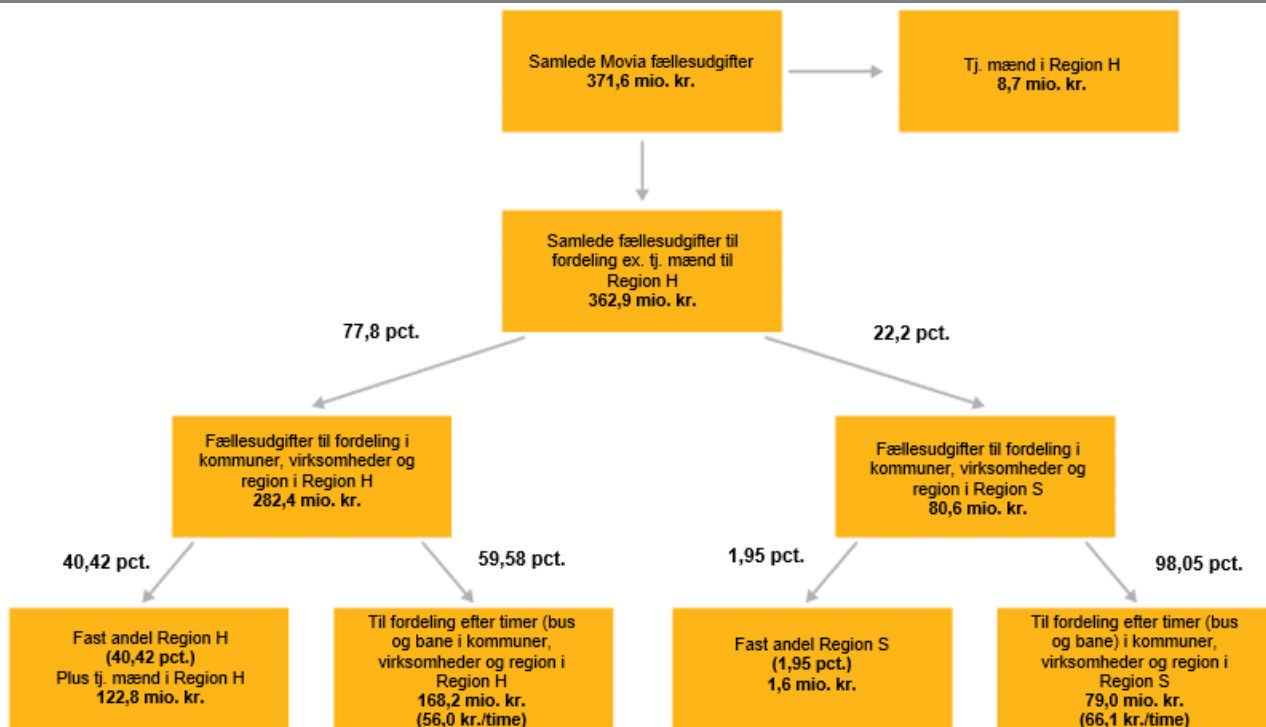 Samlede Movia fællesudgifter
371,6 mio. kr.
Tj. mænd i Region H
8,7 mio. kr.
Samlede fællesudgifter til
fordeling ex. tj. mænd til
Region H
362,9 mio. kr.
77,8 pct.
22,2 pct.
Fællesudgifter til fordeling i
kommuner, virksomheder og
region i Region H
282,4 mio. kr.
Fællesudgifter til fordeling i
kommuner, virksomheder og
region i Region S
80,6 mio. kr.
40,42 pct.
59,58 pct.
1,95 pct.
98,05 pct.
Fast andel Region H
(40,42 pct.)
Plus tj. mænd i Region H
122,8 mio. kr.
Til fordeling efter timer (bus
og bane i kommuner,
virksomheder og region i
Region H
168,2 mio. kr.
(56,0 kr./time)
Fast andel Region S
(1,95 pct.)
1,6 mio. kr.
Til fordeling efter timer (bus
og bane) i kommuner,
virksomheder og region i
Region S
79,0 mio. kr.
(66,1 kr./time)